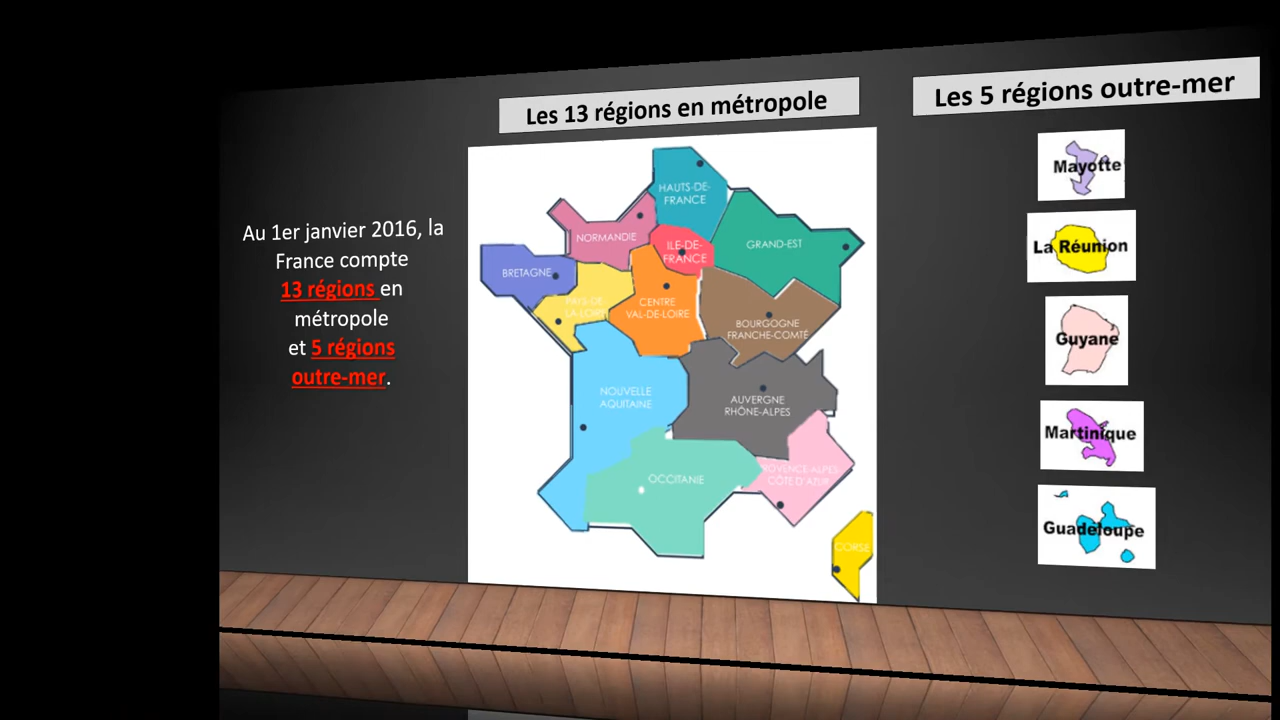 Les 13 régions en métropole
Les 5 régions outre-mer
Au 1er janvier 2016, la
France compte
13 régions en
métropole
et 5 régions
outre-mer.
HAUTS-DE-
FRANCE
NORMANDIE
ILE-DE-
FRANCE
GRAND-EST
BRETAGNE
PAYS-DE-
LA-LOIRE
CENTRE
VAL-DE-LOIRE
BOURGOGNE
FRANCHE-COMTÉ
NOUVELLE
AQUITAINE
AUVERGNE
RHÔNE-ALPES
OCCITANIE
ROVENCE-ALPES
CÔTE D'AZUR
CORSE
Mayotte
La Réunion
Guyane
Martinique
Guadeloupe